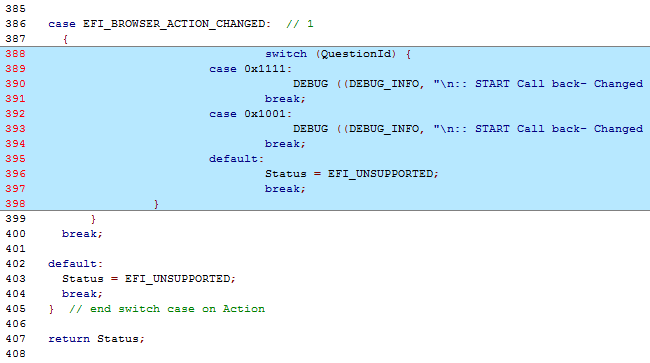 385
386 case EFI_BROWSER_ACTION_CHANGED: // 1
387 {
388 switch (QuestionId) {
389 case 0x1111:
390 DEBUG ((DEBUG_INFO, "\n:: START Call back- Changed
391 break;
392 case 0x1001:
393 DEBUG ((DEBUG_INFO, "\n:: START Call back- Changed
394 break;
395 default:
396 Status = EFI_UNSUPPORTED;
397 break;
398 }
399 }
400 break;
401
402 default:
403 Status = EFI_UNSUPPORTED;
404 break;
405 } // end switch case on Action
406
407 return Status;
408